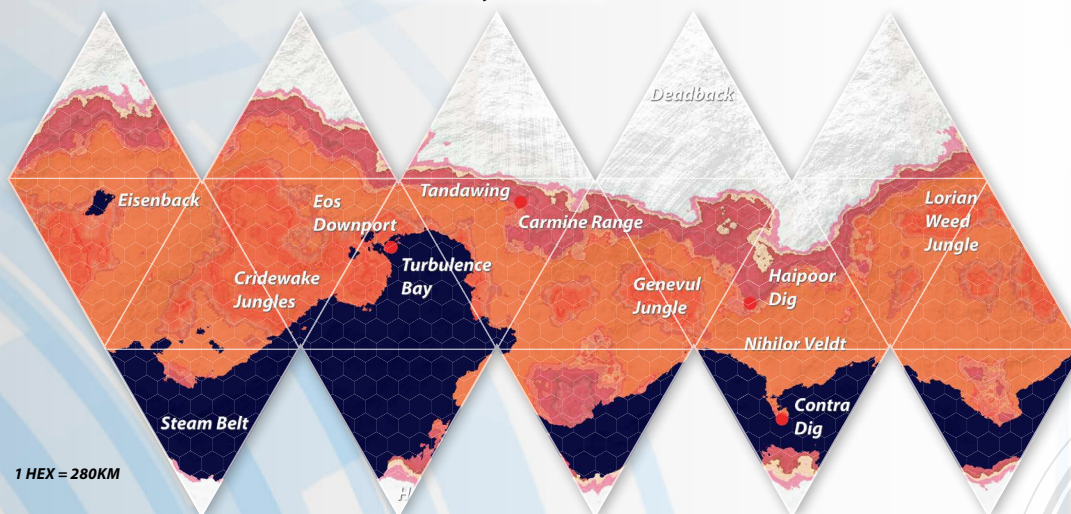 Deadback
Eisenback
Eos
Downport
Tandawing
Carmine Range
Lorian
Weed
Jungle
Cridewake
Jungles
Turbulence
Bay
Genevul
Jungle
Haipoor
Dig
Nihilor Veldt
Steam Belt
Contra
Dig
1 HEX = 280KM
H